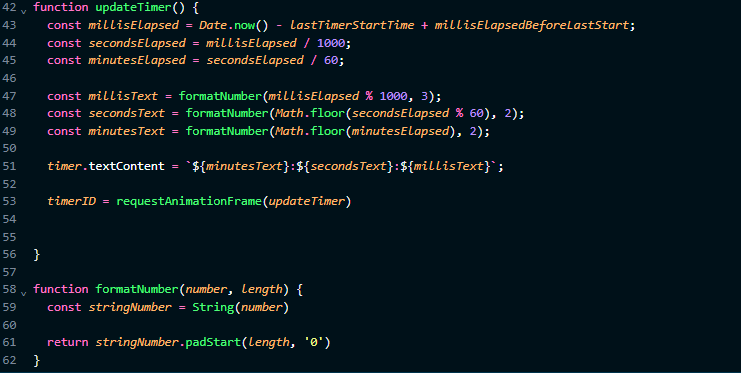 42 function updateTimer() {
43 const millisElapsed = Date.now() - lastTimerStartTime + millisElapsedBeforeLastStart;
44 const secondsElapsed = millisElapsed / 1000;
45 const minutesElapsed = secondsElapsed / 60;
46
47 const millisText = formatNumber(millisElapsed % 1000, 3);
48 const secondsText = formatNumber(Math.floor(secondsElapsed % 60), 2);
49 const minutesText = formatNumber(Math.floor(minutesElapsed), 2);
50
51 timer.textContent = `${minutesText}:${secondsText}:${millisText}`;
52
53 timerID = requestAnimationFrame(updateTimer)
54
55
56 }
57
58 function formatNumber(number, length) {
59 const stringNumber = String(number)
60
61 return stringNumber.padStart(length, '0')
62 }